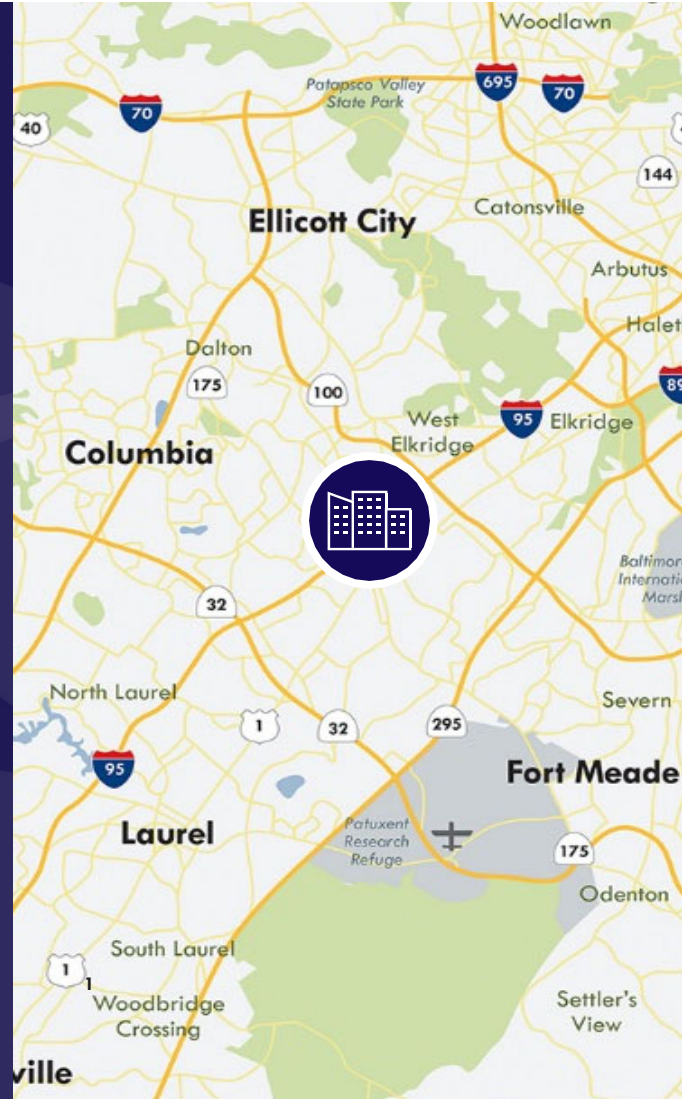 Woodlawn
Patapsco Valley
State Park
695
70
70
40
144
Ellicott City
Catonsville
Arbutus
Halet
Dalton
175
100
89
West
Elkridge
95
Elkridge
Columbia
Baltimor
Internati
Marsh
32
North Laurel
Severn
1
32
295
95
Fort Meade
Laurel
Patuxent
Research
Refuge
175
Odenton
South Laurel
1
1
Woodbridge
Crossing
Settler's
View
ville